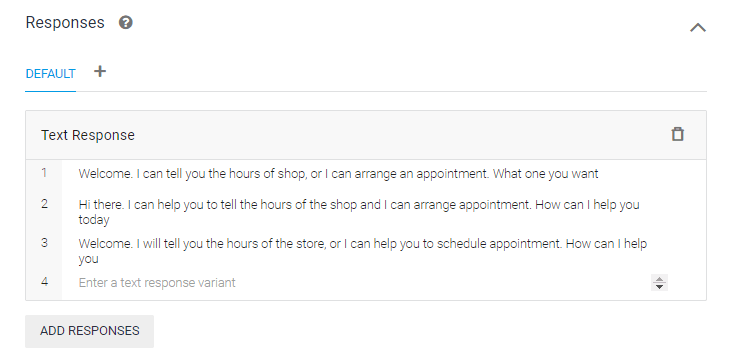 Responses ?
DEFAULT +
Text Response
1 Welcome. I can tell you the hours of shop, or I can arrange an appointment. What one you want
2 Hi there. I can help you to tell the hours of the shop and I can arrange appointment. How can I help you
today
3 Welcome. I will tell you the hours of the store, or I can help you to schedule appointment. How can I help
you
4 Enter a text response variant
ADD RESPONSES